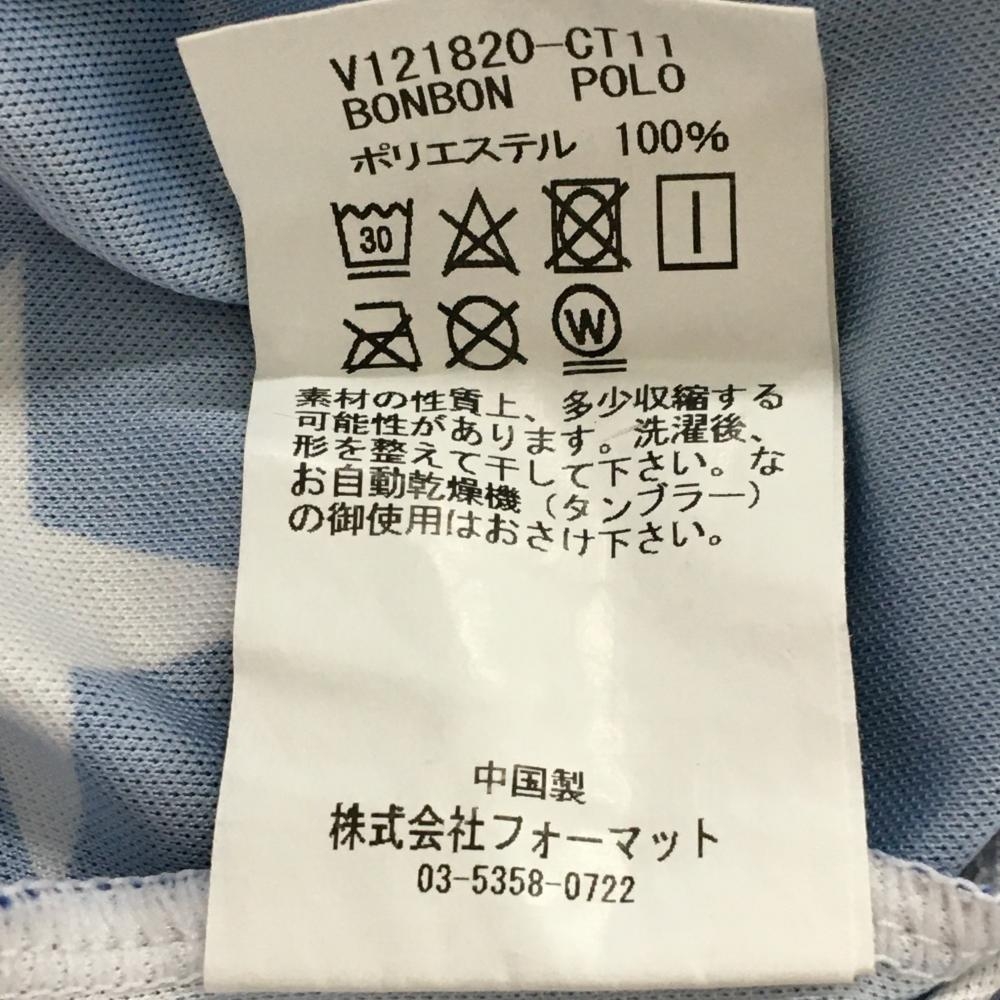 V121820-CT11
BONBON POLO
ポリエステル 100%
30
W
素材の性質上、多少収縮する
可能性があります。洗濯後、
形を整えて干して下さい。な
お自動乾燥機(タンブラー)
の御使用はおさけ下さい。
中国製
株式会社フォーマット
03-5358-0722